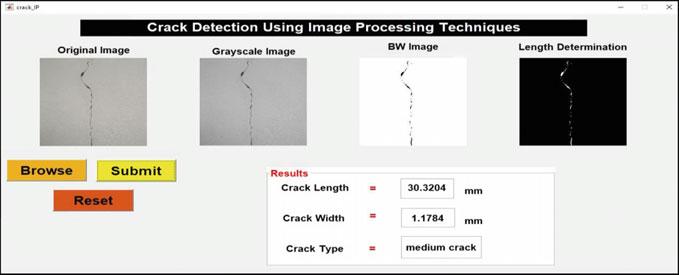 crack_IP
Crack Detection Using Image Processing Techniques
Original Image
Grayscale Image
BW Image
Length Determination
Browse
Submit
Reset
Results
Crack Length = 30.3204 mm
Crack Width = 1.1784 mm
Crack Type = medium crack